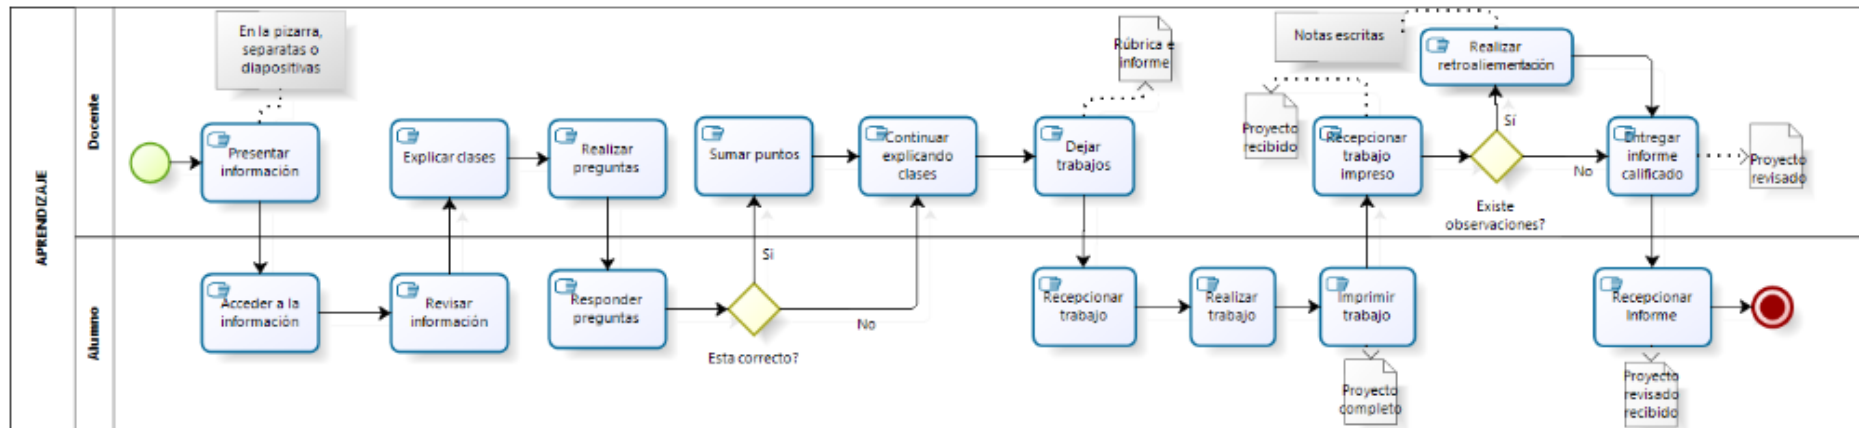 APRENDIZAJE
Docente
Alumno
En la pizarra,
separatas o
diapositivas
Presentar
información
Explicar clases
Realizar
preguntas
Sumar puntos
Continuar
explicando
clases
Rúbrica e
informe
Dejar
trabajos
Proyecto
recibido
Notas escritas
Recepcionar
trabajo
impreso
Realizar
retroaliementación
Sí
No
Existe
observaciones?
Entregar
informe
calificado
Proyecto
revisado
Acceder a la
información
Revisar
información
Responder
preguntas
Si
No
Esta correcto?
Recepcionar
trabajo
Realizar
trabajo
Imprimir
trabajo
Proyecto
completo
Recepcionar
Informe
Proyecto
revisado
recibido